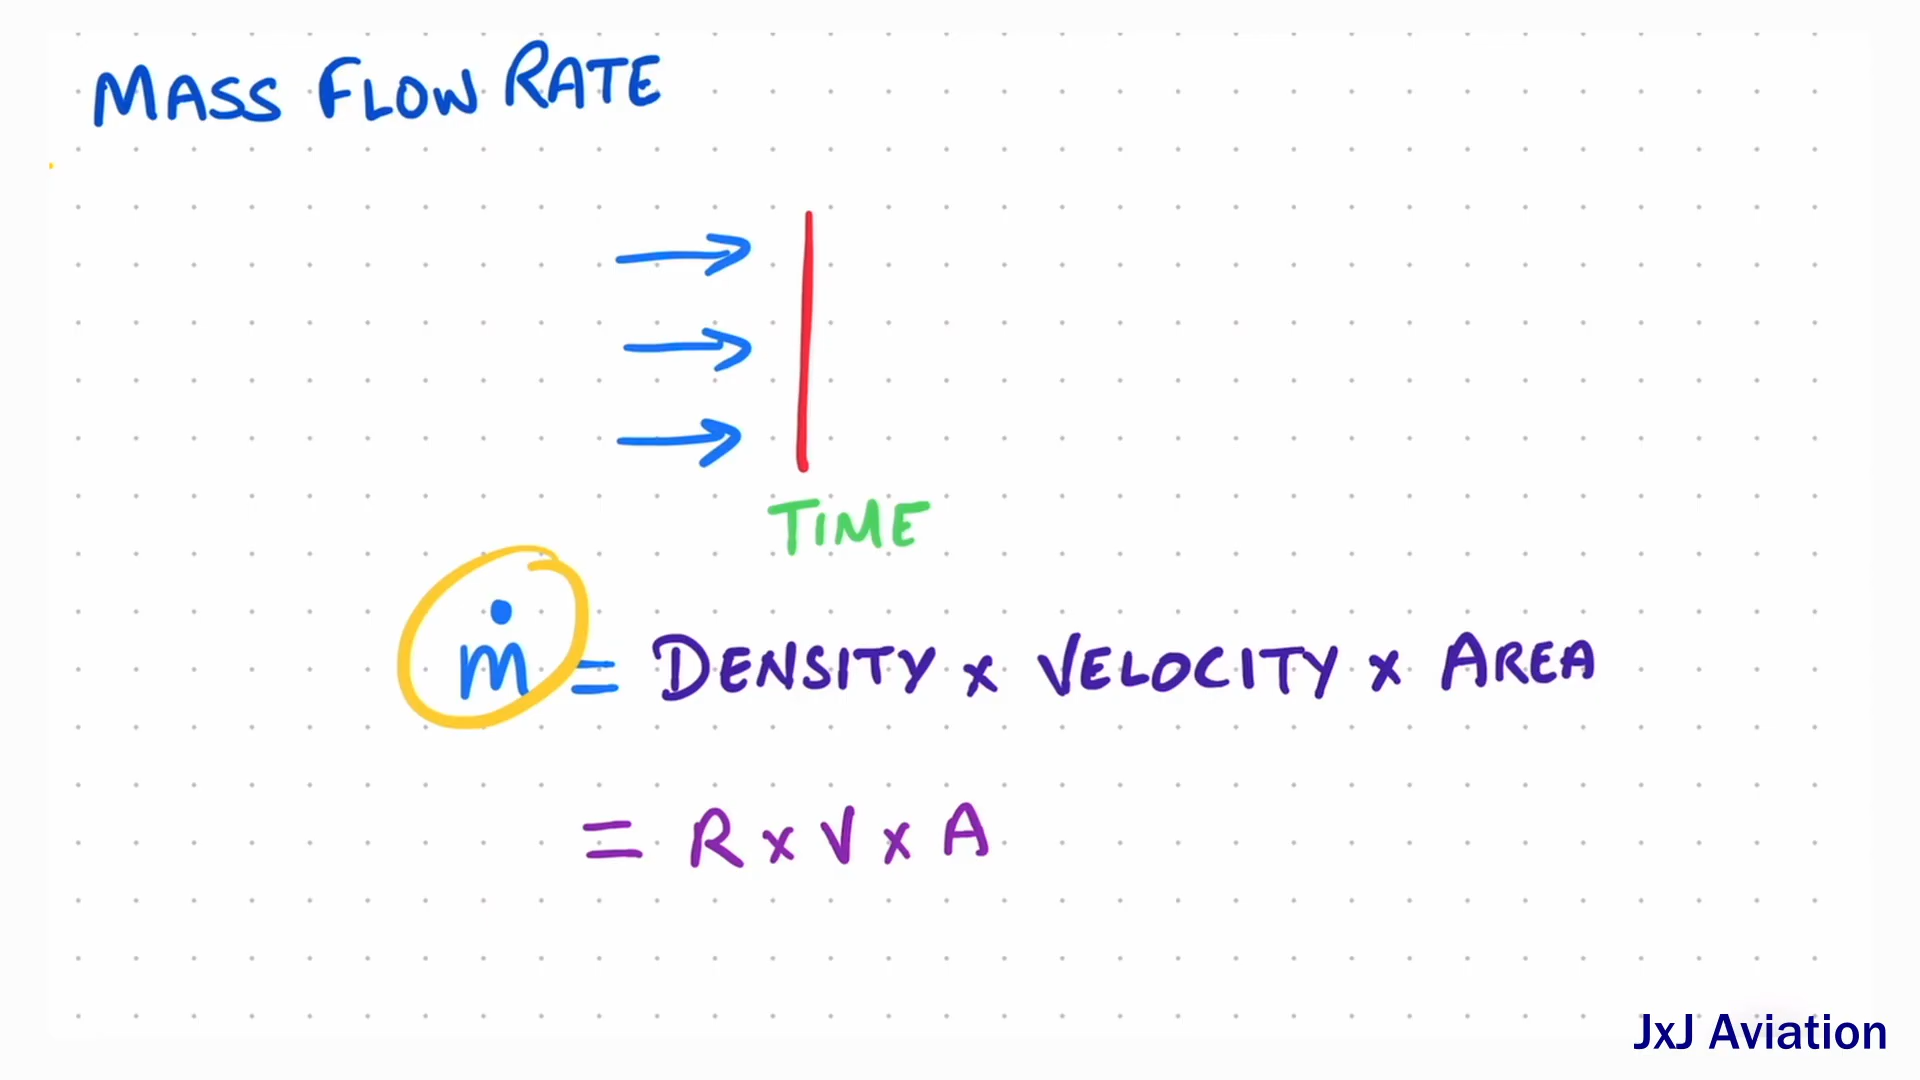 MASS FLOW RATE
TIME
ṁ = DENSITY x VELOCITY x AREA
= R x V x A
JxJ Aviation